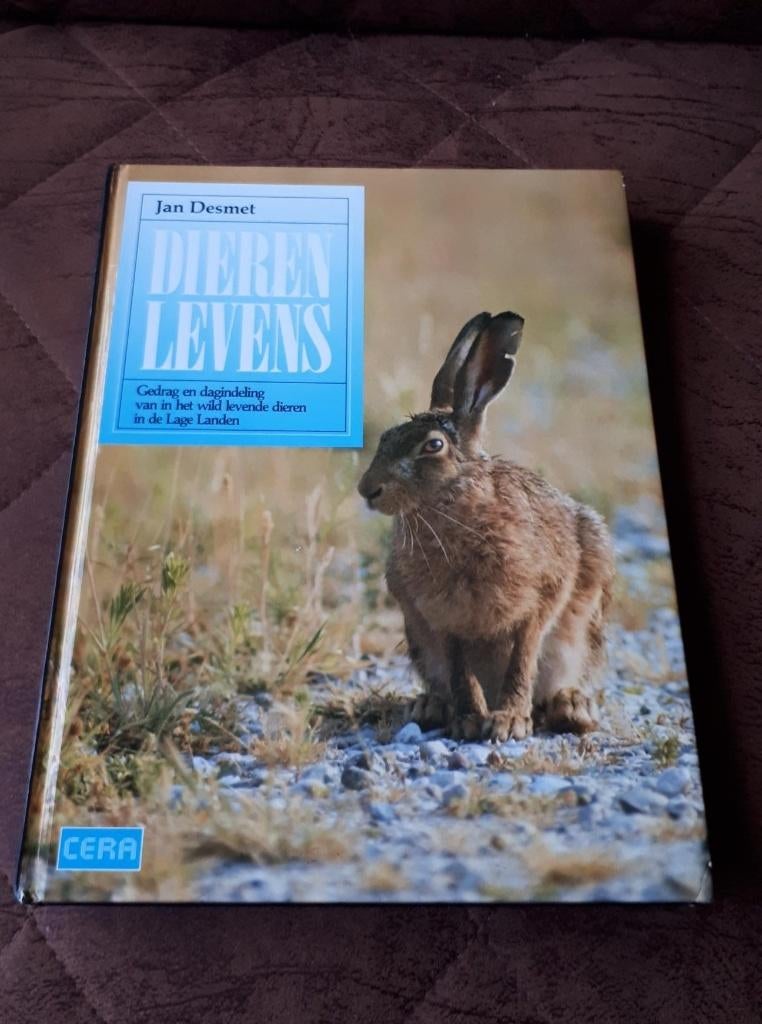 Jan Desmet
DIEREN
LEVENS
Gedrag en dagindeling
van in het wild levende dieren
in de Lage Landen
CERA